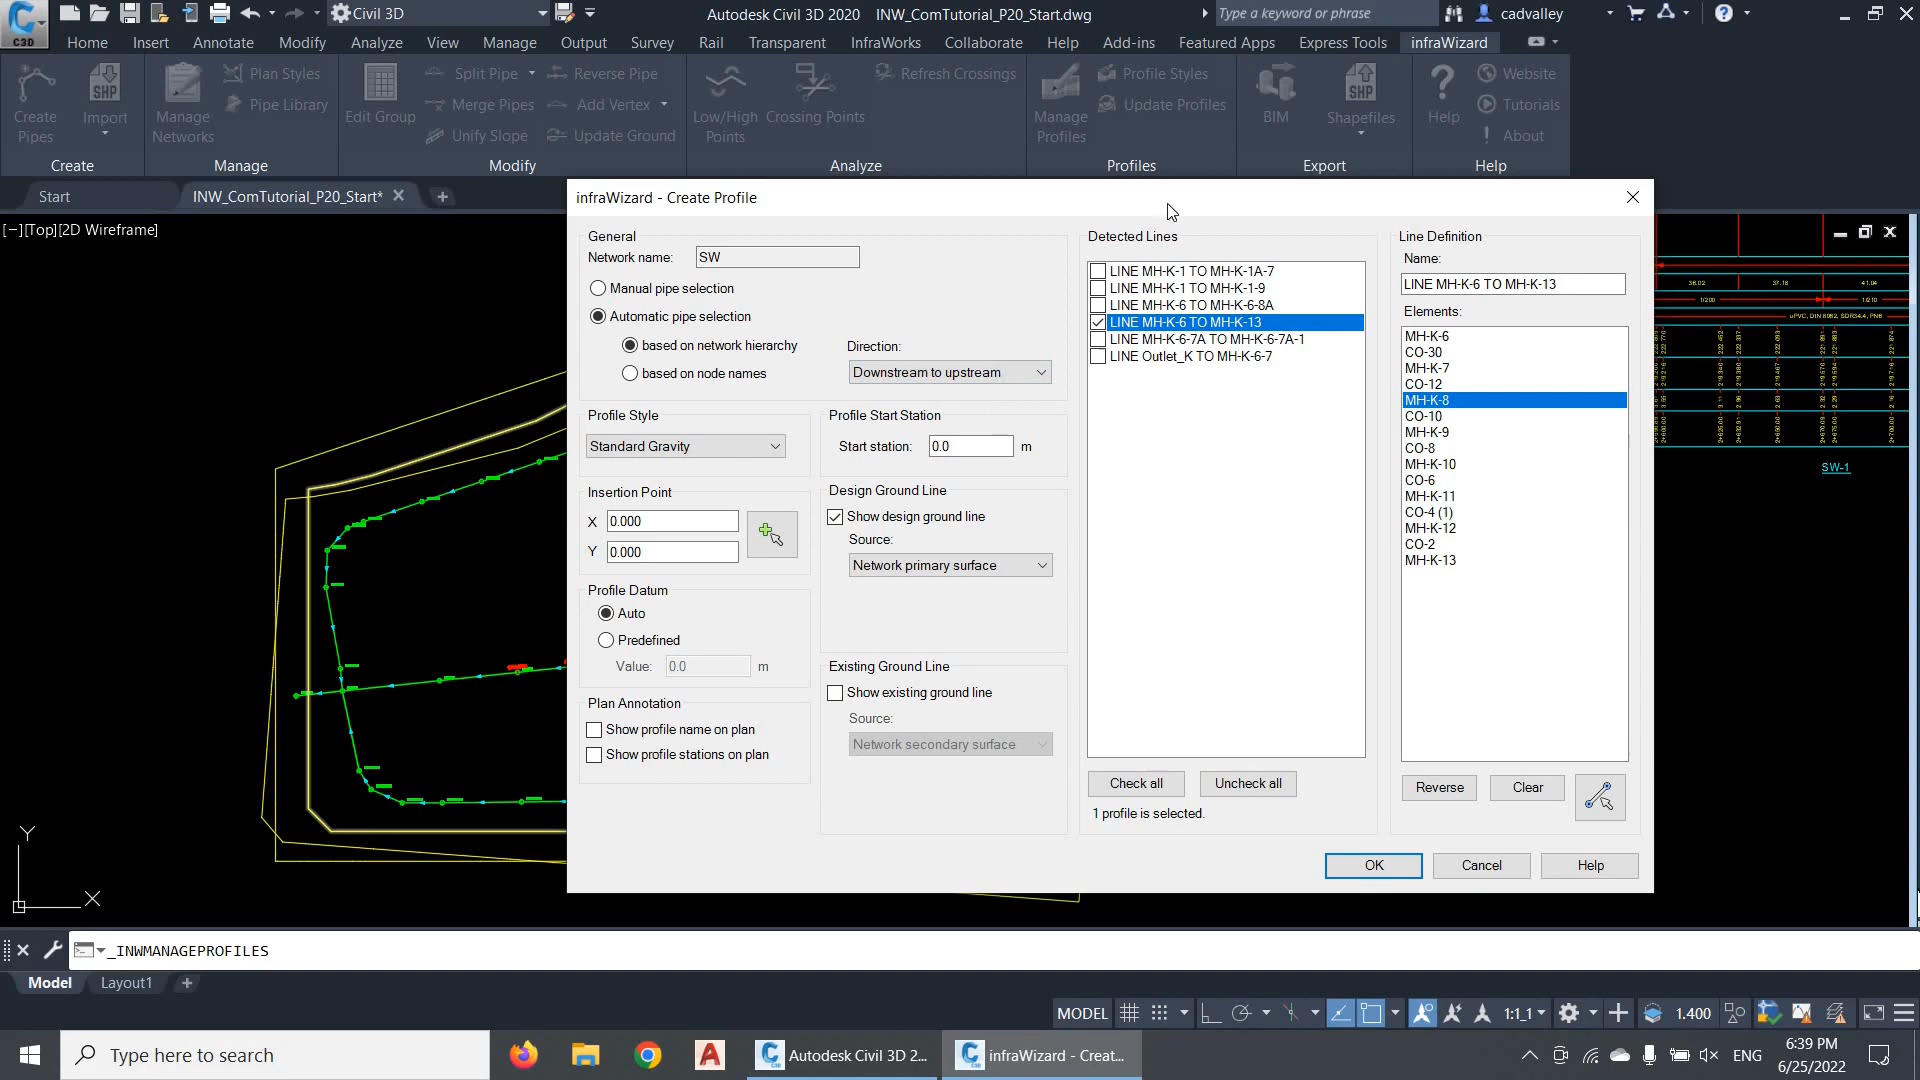 Civil 3D
Autodesk Civil 3D 2020 INW_ComTutorial_P20_Start.dwg
Type a keyword or phrase
cadvalley
C3D
Home Insert Annotate Modify Analyze View Manage Output Survey Rail Transparent InfraWorks Collaborate Help Add-ins Featured Apps Express Tools infraWizard
Create Pipes
Import
Create
Manage Networks
Plan Styles
Pipe Library
Manage
Edit Group
Split Pipe
Merge Pipes
Unify Slope
Reverse Pipe
Add Vertex
Update Ground
Modify
Low/High Points
Crossing Points
Refresh Crossings
Analyze
Manage Profiles
Profile Styles
Update Profiles
Profiles
BIM
SHP
Shapefiles
Export
Help
Website
Tutorials
About
Help
Start
INW_ComTutorial_P20_Start*
[−][Top][2D Wireframe]
infraWizard - Create Profile
General
Network name: SW
Manual pipe selection
Automatic pipe selection
based on network hierarchy
based on node names
Direction:
Downstream to upstream
Profile Style
Standard Gravity
Profile Start Station
Start station: 0.0 m
Insertion Point
X 0.000
Y 0.000
Design Ground Line
Show design ground line
Source:
Network primary surface
Profile Datum
Auto
Predefined
Value: 0.0 m
Existing Ground Line
Show existing ground line
Source:
Network secondary surface
Plan Annotation
Show profile name on plan
Show profile stations on plan
Detected Lines
LINE MH-K-1 TO MH-K-1A-7
LINE MH-K-1 TO MH-K-1-9
LINE MH-K-6 TO MH-K-6-8A
LINE MH-K-6 TO MH-K-13
LINE MH-K-6-7A TO MH-K-6-7A-1
LINE Outlet_K TO MH-K-6-7
Check all
Uncheck all
1 profile is selected.
Line Definition
Name:
LINE MH-K-6 TO MH-K-13
Elements:
MH-K-6
CO-30
MH-K-7
CO-12
MH-K-8
CO-10
MH-K-9
CO-8
MH-K-10
CO-6
MH-K-11
CO-4 (1)
MH-K-12
CO-2
MH-K-13
Reverse
Clear
OK
Cancel
Help
1/200
1/210
uPVC, DIN 8062, SDR34.4, PN6
SW-1
Y
X
_INWMANAGEPROFILES
Model
Layout1
MODEL
1:1_1
1.400
Type here to search
Autodesk Civil 3D 2...
infraWizard - Creat...
ENG
6:39 PM
6/25/2022